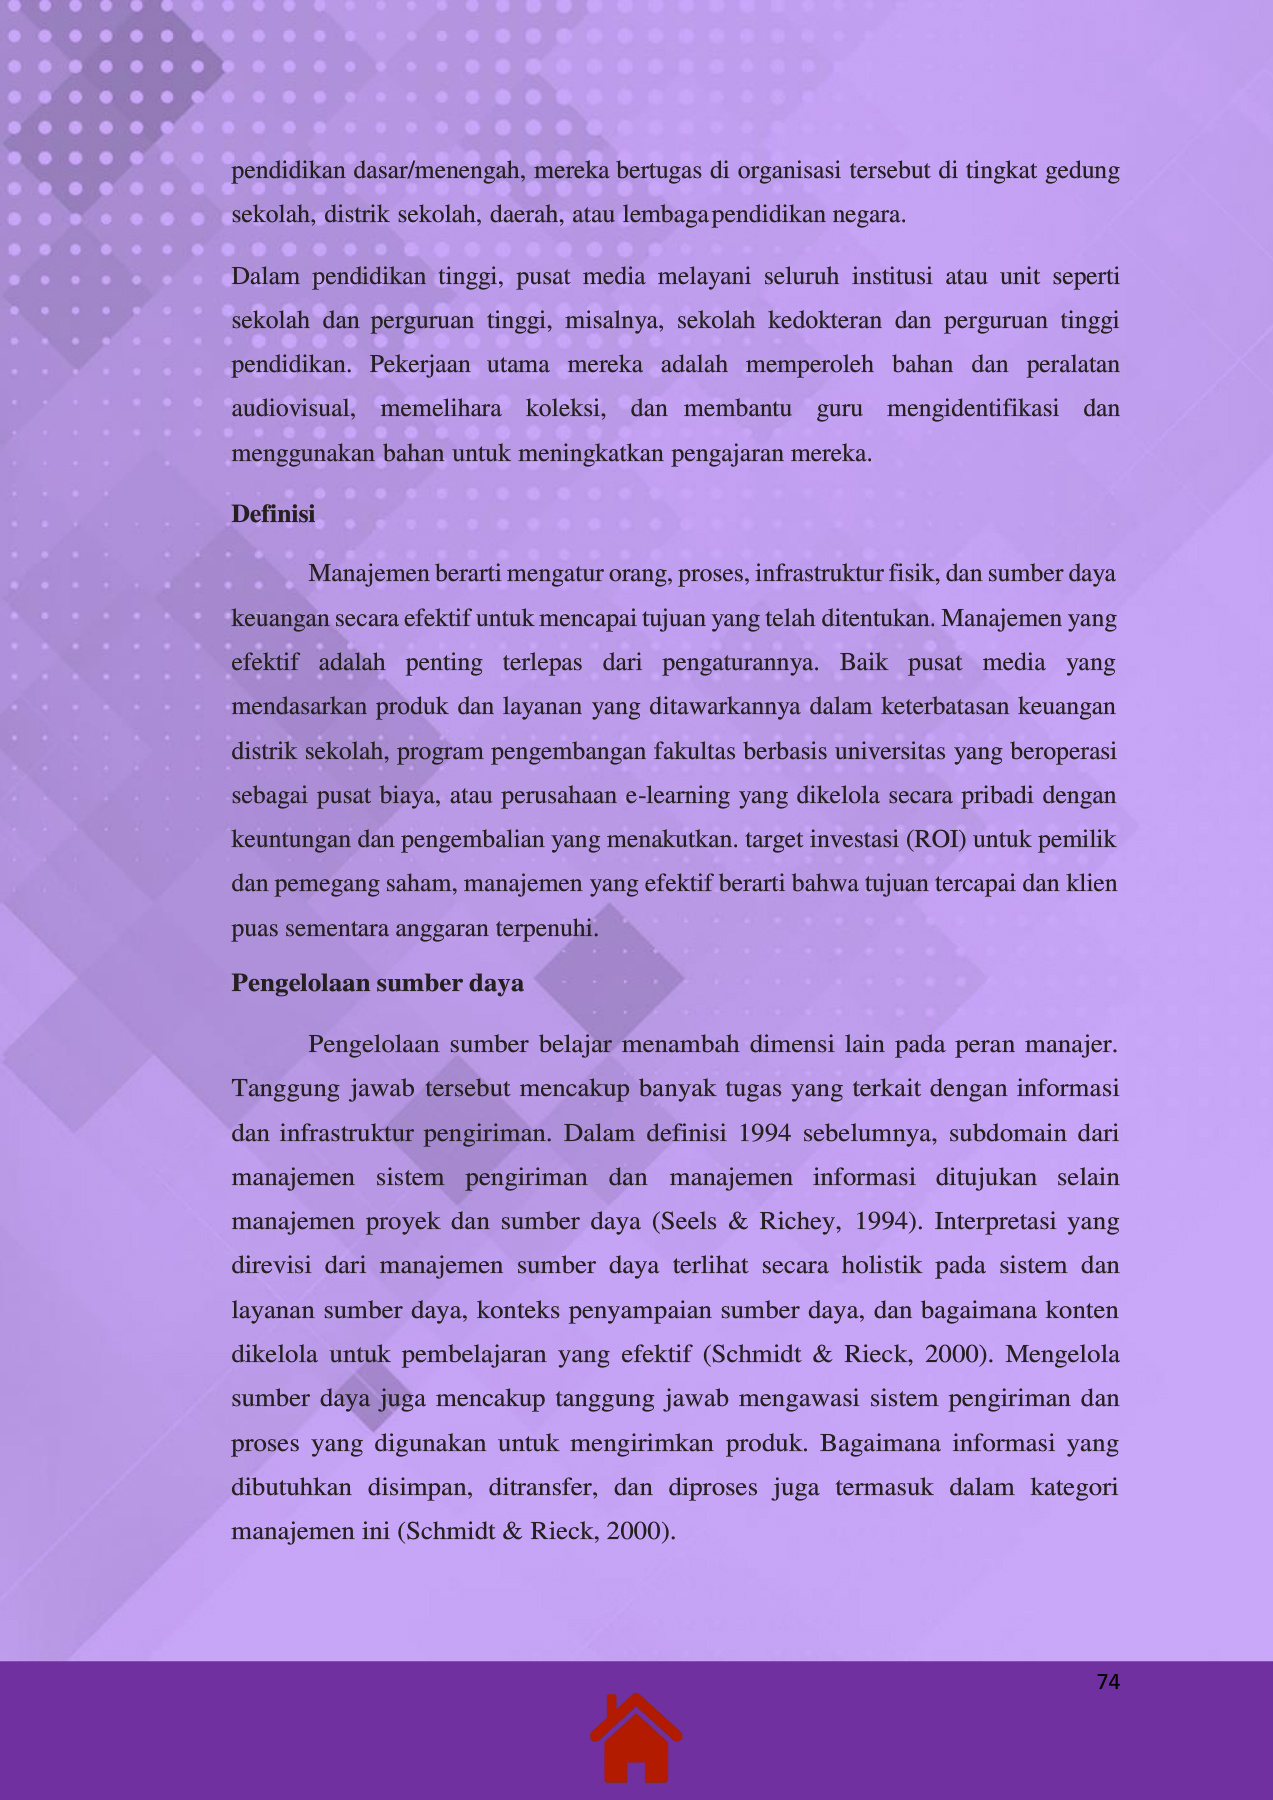 pendidikan dasar/menengah, mereka bertugas di organisasi tersebut di tingkat gedung
sekolah, distrik sekolah, daerah, atau lembaga pendidikan negara.
Dalam pendidikan tinggi, pusat media melayani seluruh institusi atau unit seperti
sekolah dan perguruan tinggi, misalnya, sekolah kedokteran dan perguruan tinggi
pendidikan. Pekerjaan utama mereka adalah memperoleh bahan dan peralatan
audiovisual, memelihara koleksi, dan membantu guru mengidentifikasi dan
menggunakan bahan untuk meningkatkan pengajaran mereka.
Definisi
Manajemen berarti mengatur orang, proses, infrastruktur fisik, dan sumber daya
keuangan secara efektif untuk mencapai tujuan yang telah ditentukan. Manajemen yang
efektif adalah penting terlepas dari pengaturannya. Baik pusat media yang
mendasarkan produk dan layanan yang ditawarkannya dalam keterbatasan keuangan
distrik sekolah, program pengembangan fakultas berbasis universitas yang beroperasi
sebagai pusat biaya, atau perusahaan e-learning yang dikelola secara pribadi dengan
keuntungan dan pengembalian yang menakutkan. target investasi (ROI) untuk pemilik
dan pemegang saham, manajemen yang efektif berarti bahwa tujuan tercapai dan klien
puas sementara anggaran terpenuhi.
Pengelolaan sumber daya
Pengelolaan sumber belajar menambah dimensi lain pada peran manajer.
Tanggung jawab tersebut mencakup banyak tugas yang terkait dengan informasi
dan infrastruktur pengiriman. Dalam definisi 1994 sebelumnya, subdomain dari
manajemen sistem pengiriman dan manajemen informasi ditujukan selain
manajemen proyek dan sumber daya (Seels & Richey, 1994). Interpretasi yang
direvisi dari manajemen sumber daya terlihat secara holistik pada sistem dan
layanan sumber daya, konteks penyampaian sumber daya, dan bagaimana konten
dikelola untuk pembelajaran yang efektif (Schmidt & Rieck, 2000). Mengelola
sumber daya juga mencakup tanggung jawab mengawasi sistem pengiriman dan
proses yang digunakan untuk mengirimkan produk. Bagaimana informasi yang
dibutuhkan disimpan, ditransfer, dan diproses juga termasuk dalam kategori
manajemen ini (Schmidt & Rieck, 2000).
74